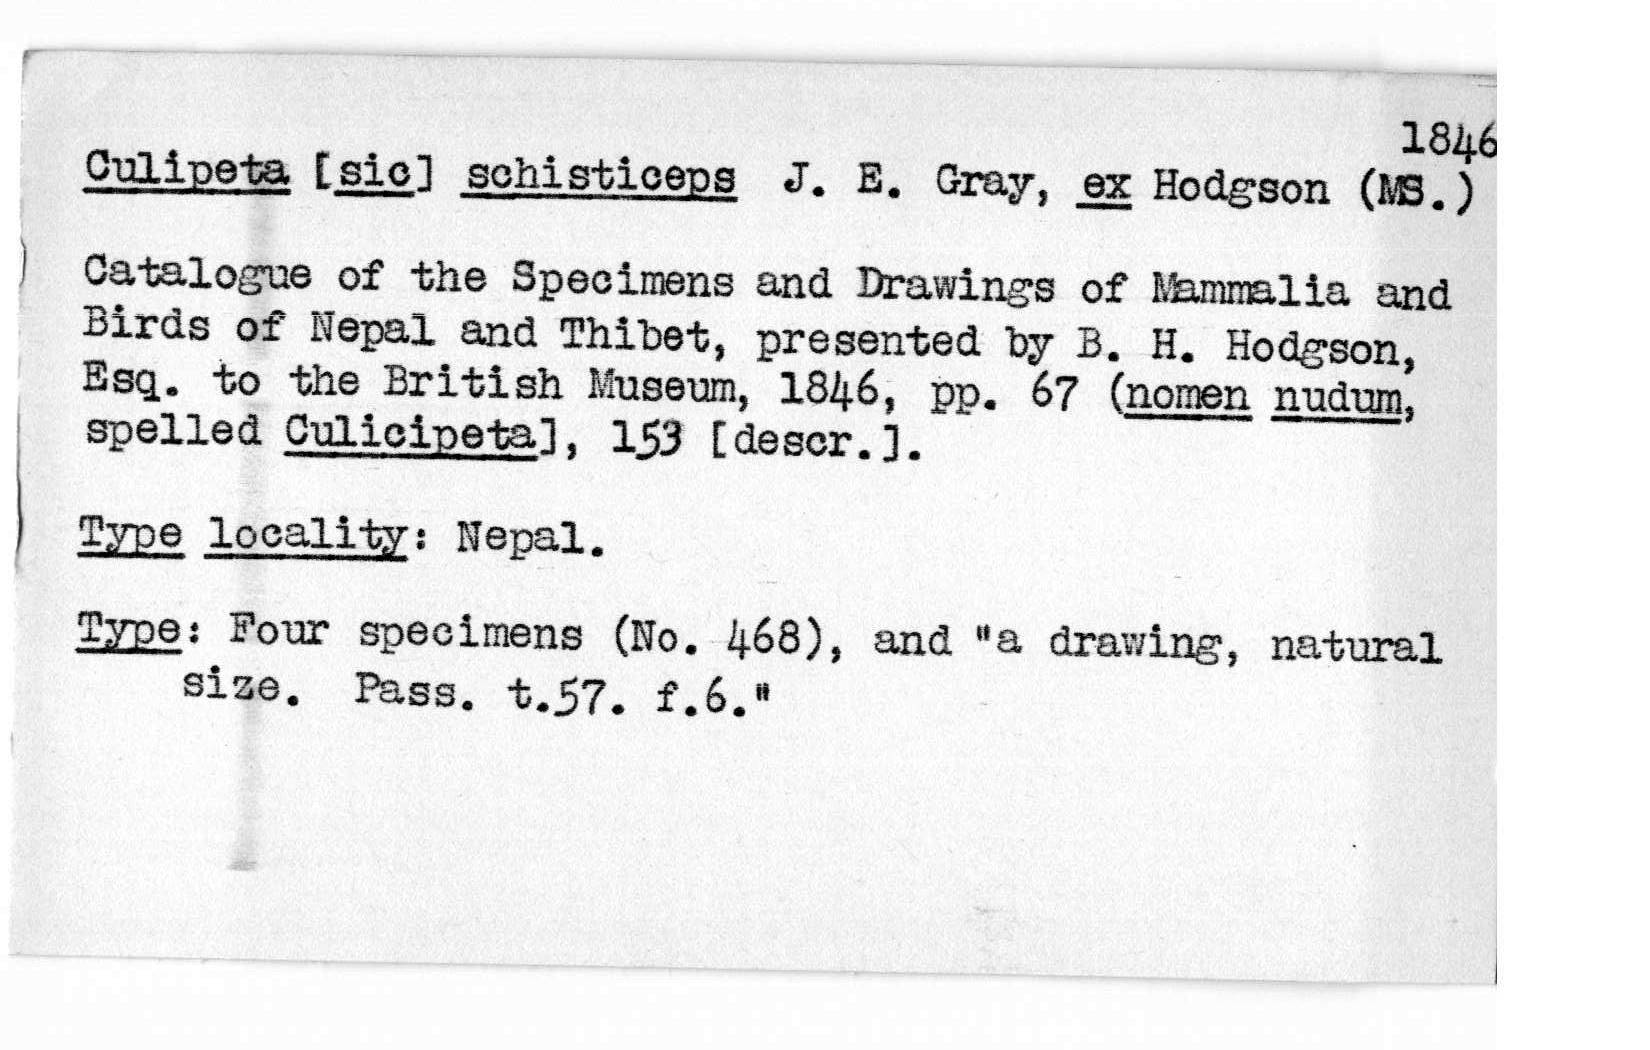 1846
Culipeta [sic] schisticeps J. E. Gray, ex Hodgson (MS.)
Catalogue of the Specimens and Drawings of Mammalia and
Birds of Nepal and Thibet, presented by B. H. Hodgson,
Esq. to the British Museum, 1846, pp. 67 (nomen nudum,
spelled Culicipeta], 153 [descr.].
Type locality: Nepal.
Type: Four specimens (No. 468), and "a drawing, natural
size. Pass. t.57. f.6."